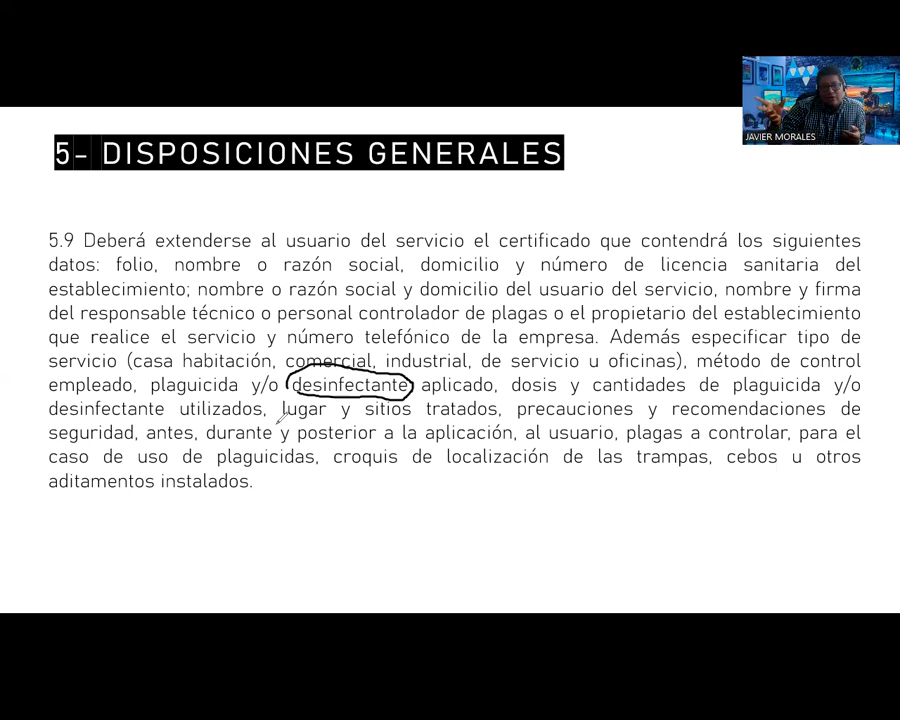 JAVIER MORALES
5- DISPOSICIONES GENERALES
5.9 Deberá extenderse al usuario del servicio el certificado que contendrá los siguientes
datos: folio, nombre o razón social, domicilio y número de licencia sanitaria del
establecimiento; nombre o razón social y domicilio del usuario del servicio, nombre y firma
del responsable técnico o personal controlador de plagas o el propietario del establecimiento
que realice el servicio y número telefónico de la empresa. Además especificar tipo de
servicio (casa habitación, comercial, industrial, de servicio u oficinas), método de control
empleado, plaguicida y/o desinfectante aplicado, dosis y cantidades de plaguicida y/o
desinfectante utilizados, lugar y sitios tratados, precauciones y recomendaciones de
seguridad, antes, durante y posterior a la aplicación, al usuario, plagas a controlar, para el
caso de uso de plaguicidas, croquis de localización de las trampas, cebos u otros
aditamentos instalados.